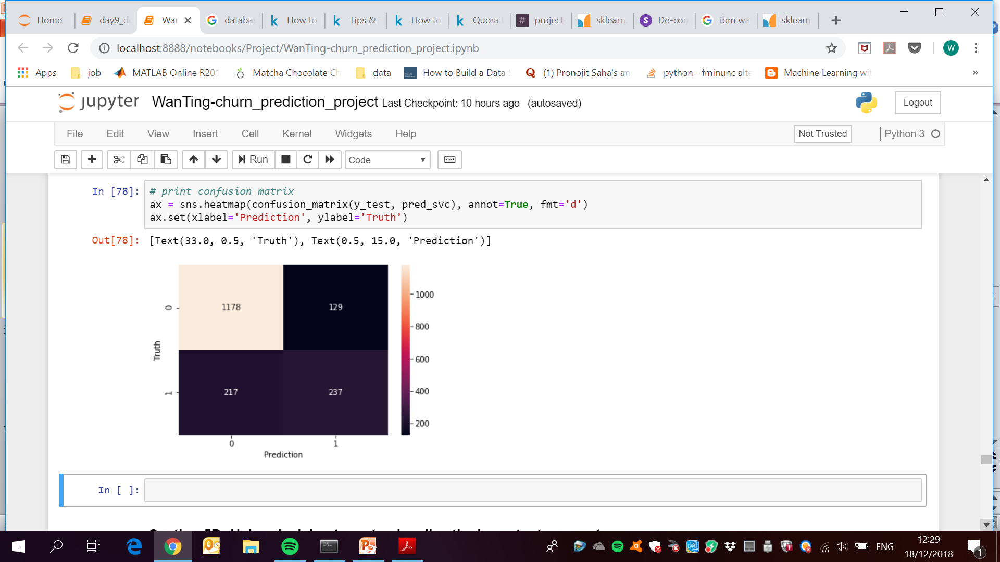 Home
day9_d
War
databas
How to
Tips &
How to
Quora
project
sklearn.
De-con
ibm wa
sklearn.
localhost:8888/notebooks/Project/WanTing-churn_prediction_project.ipynb
W
Apps
job
MATLAB Online R201
Matcha Chocolate Ch
data
How to Build a Data S
(1) Pronojit Saha's an
python - fminunc alte
Machine Learning wit
»
jupyter WanTing-churn_prediction_project Last Checkpoint: 10 hours ago (autosaved)
Logout
File Edit View Insert Cell Kernel Widgets Help
Not Trusted
Python 3
Run
Code
In [78]:
# print confusion matrix
ax = sns.heatmap(confusion_matrix(y_test, pred_svc), annot=True, fmt='d')
ax.set(xlabel='Prediction', ylabel='Truth')
Out[78]: [Text(33.0, 0.5, 'Truth'), Text(0.5, 15.0, 'Prediction')]
1178 129
217 237
0
1
Truth
0 1
Prediction
1000
800
600
400
200
In [ ]:
ENG
12:29
18/12/2018
1